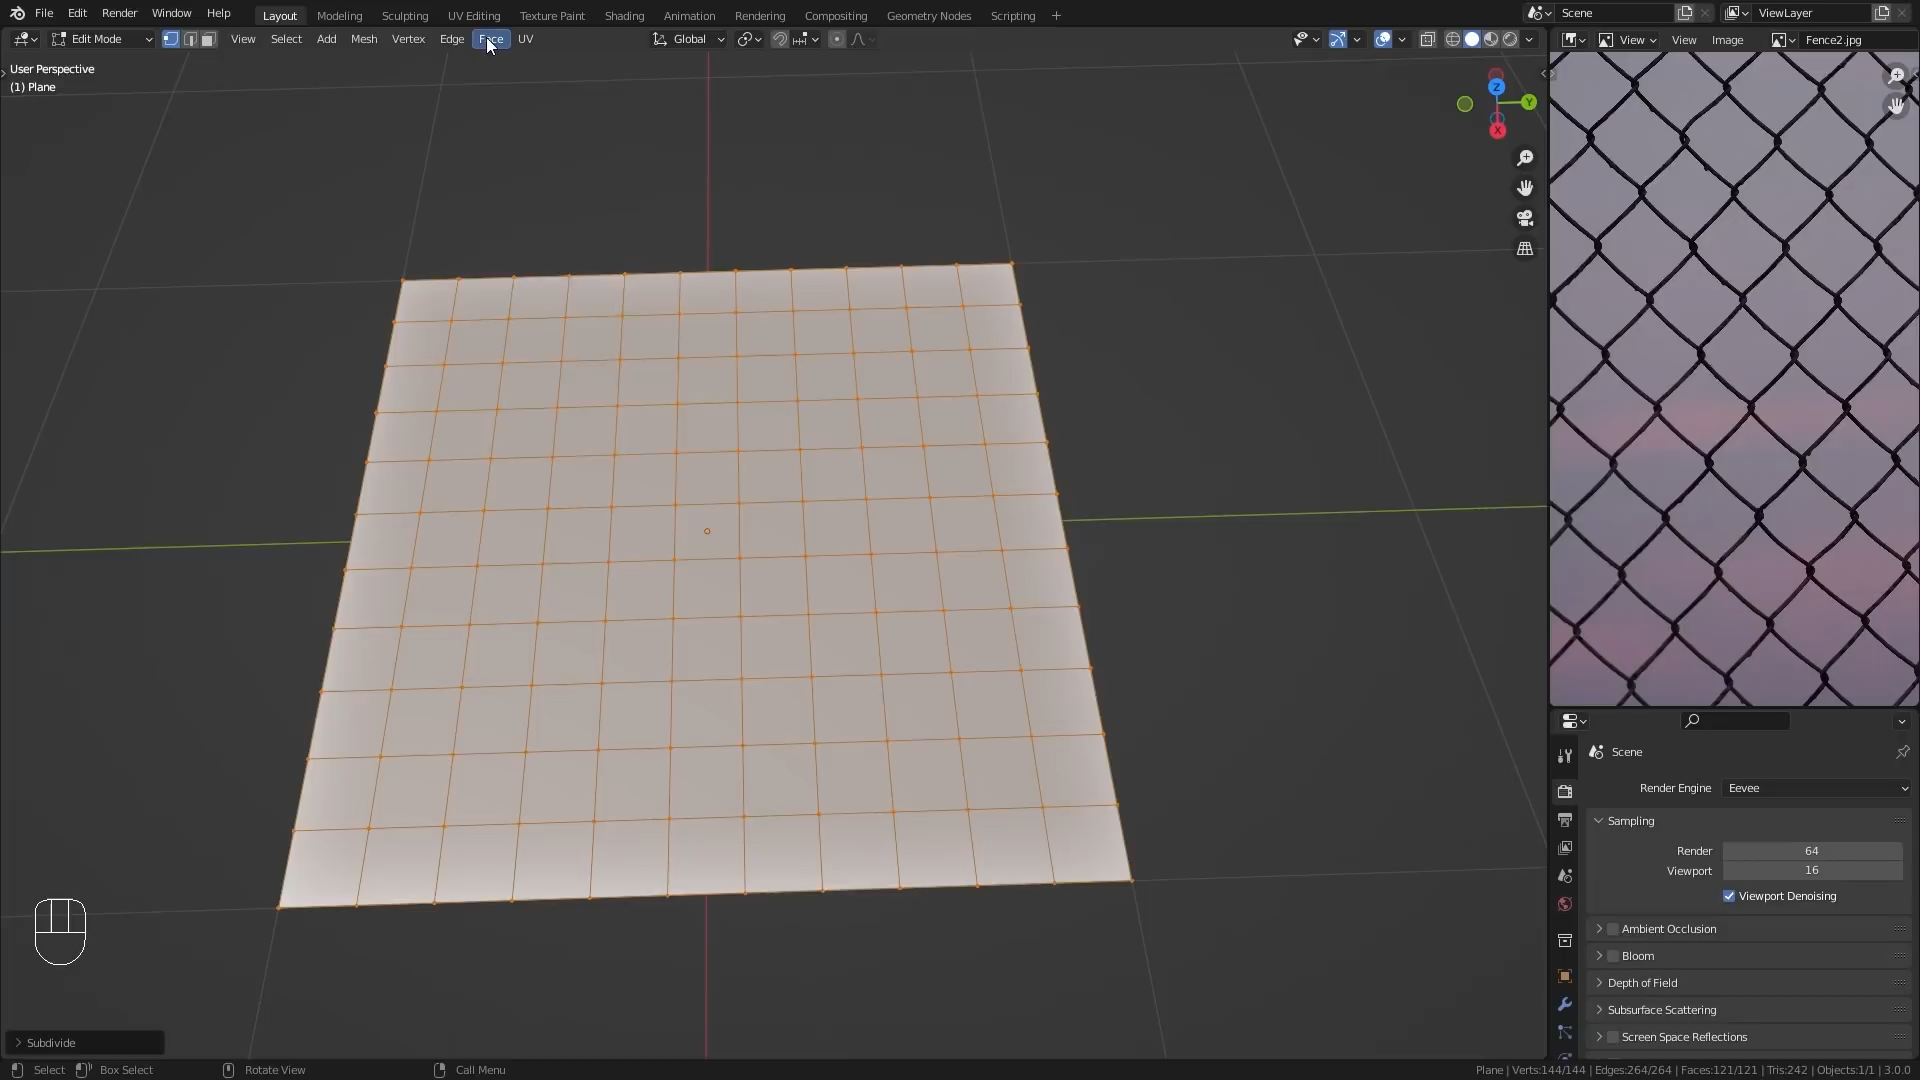 File Edit Render Window Help Layout Modeling Sculpting UV Editing Texture Paint Shading Animation Rendering Compositing Geometry Nodes Scripting + Scene ViewLayer
Edit Mode View Select Add Mesh Vertex Edge Face UV Global View View Image Fence2.jpg
User Perspective
(1) Plane
Z
Y
X
Scene
Render Engine Eevee
Sampling
Render 64
Viewport 16
Viewport Denoising
Ambient Occlusion
Bloom
Depth of Field
Subsurface Scattering
Screen Space Reflections
Subdivide
Select Box Select Rotate View Call Menu Plane | Verts:144/144 | Edges:264/264 | Faces:121/121 | Tris:242 | Objects:1/1 | 3.0.0